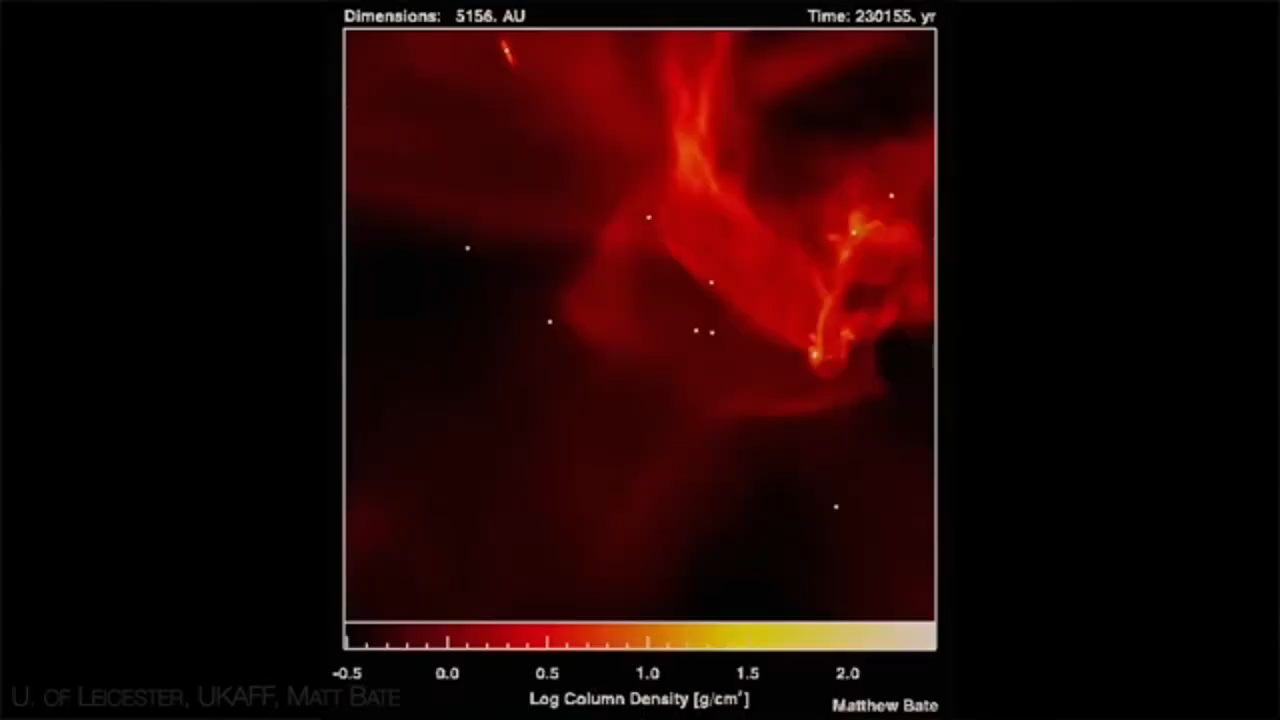 Dimensions: 5156. AU
Time: 230155. yr
-0.5 0.0 0.5 1.0 1.5 2.0
Log Column Density [g/cm²]
Matthew Bate
U. of Leicester, UKAFF, Matt Bate